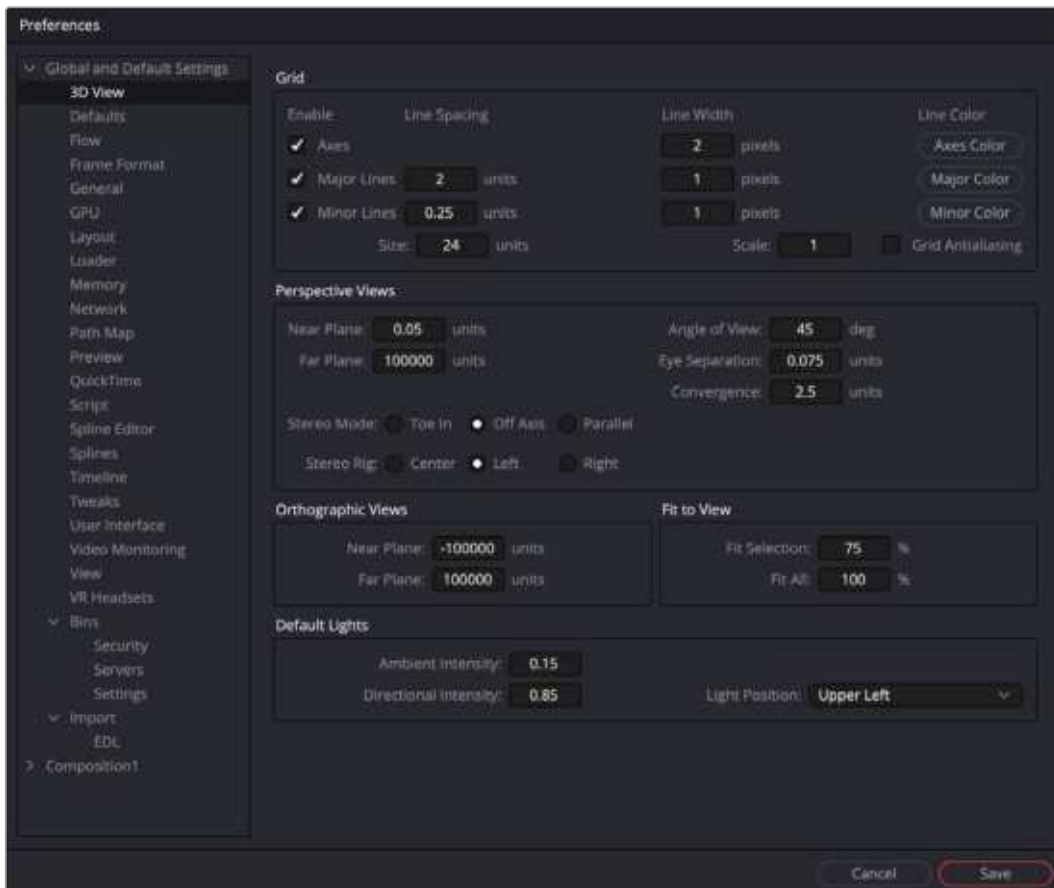 Preferences
Global and Default Settings
3D View
Defaults
Flow
Frame Format
General
GPU
Layout
Loader
Memory
Network
Path Map
Preview
QuickTime
Script
Spline Editor
Splines
Timeline
Tweaks
User Interface
Video Monitoring
View
VR Headsets
Bins
Security
Servers
Settings
Import
EDL
Composition1
Grid
Enable Line Spacing Line Width Line Color
Axes 2 pixels Axes Color
Major Lines 2 units 1 pixels Major Color
Minor Lines 0.25 units 1 pixels Minor Color
Size: 24 units Scale: 1 Grid Antialiasing
Perspective Views
Near Plane: 0.05 units Angle of View: 45 deg
Far Plane: 100000 units Eye Separation: 0.075 units
Convergence: 2.5 units
Stereo Mode: Toe In Off Axis Parallel
Stereo Rig: Center Left Right
Orthographic Views
Near Plane: -100000 units
Far Plane: 100000 units
Fit to View
Fit Selection: 75 %
Fit All: 100 %
Default Lights
Ambient Intensity: 0.15
Directional Intensity: 0.85 Light Position: Upper Left
Cancel Save